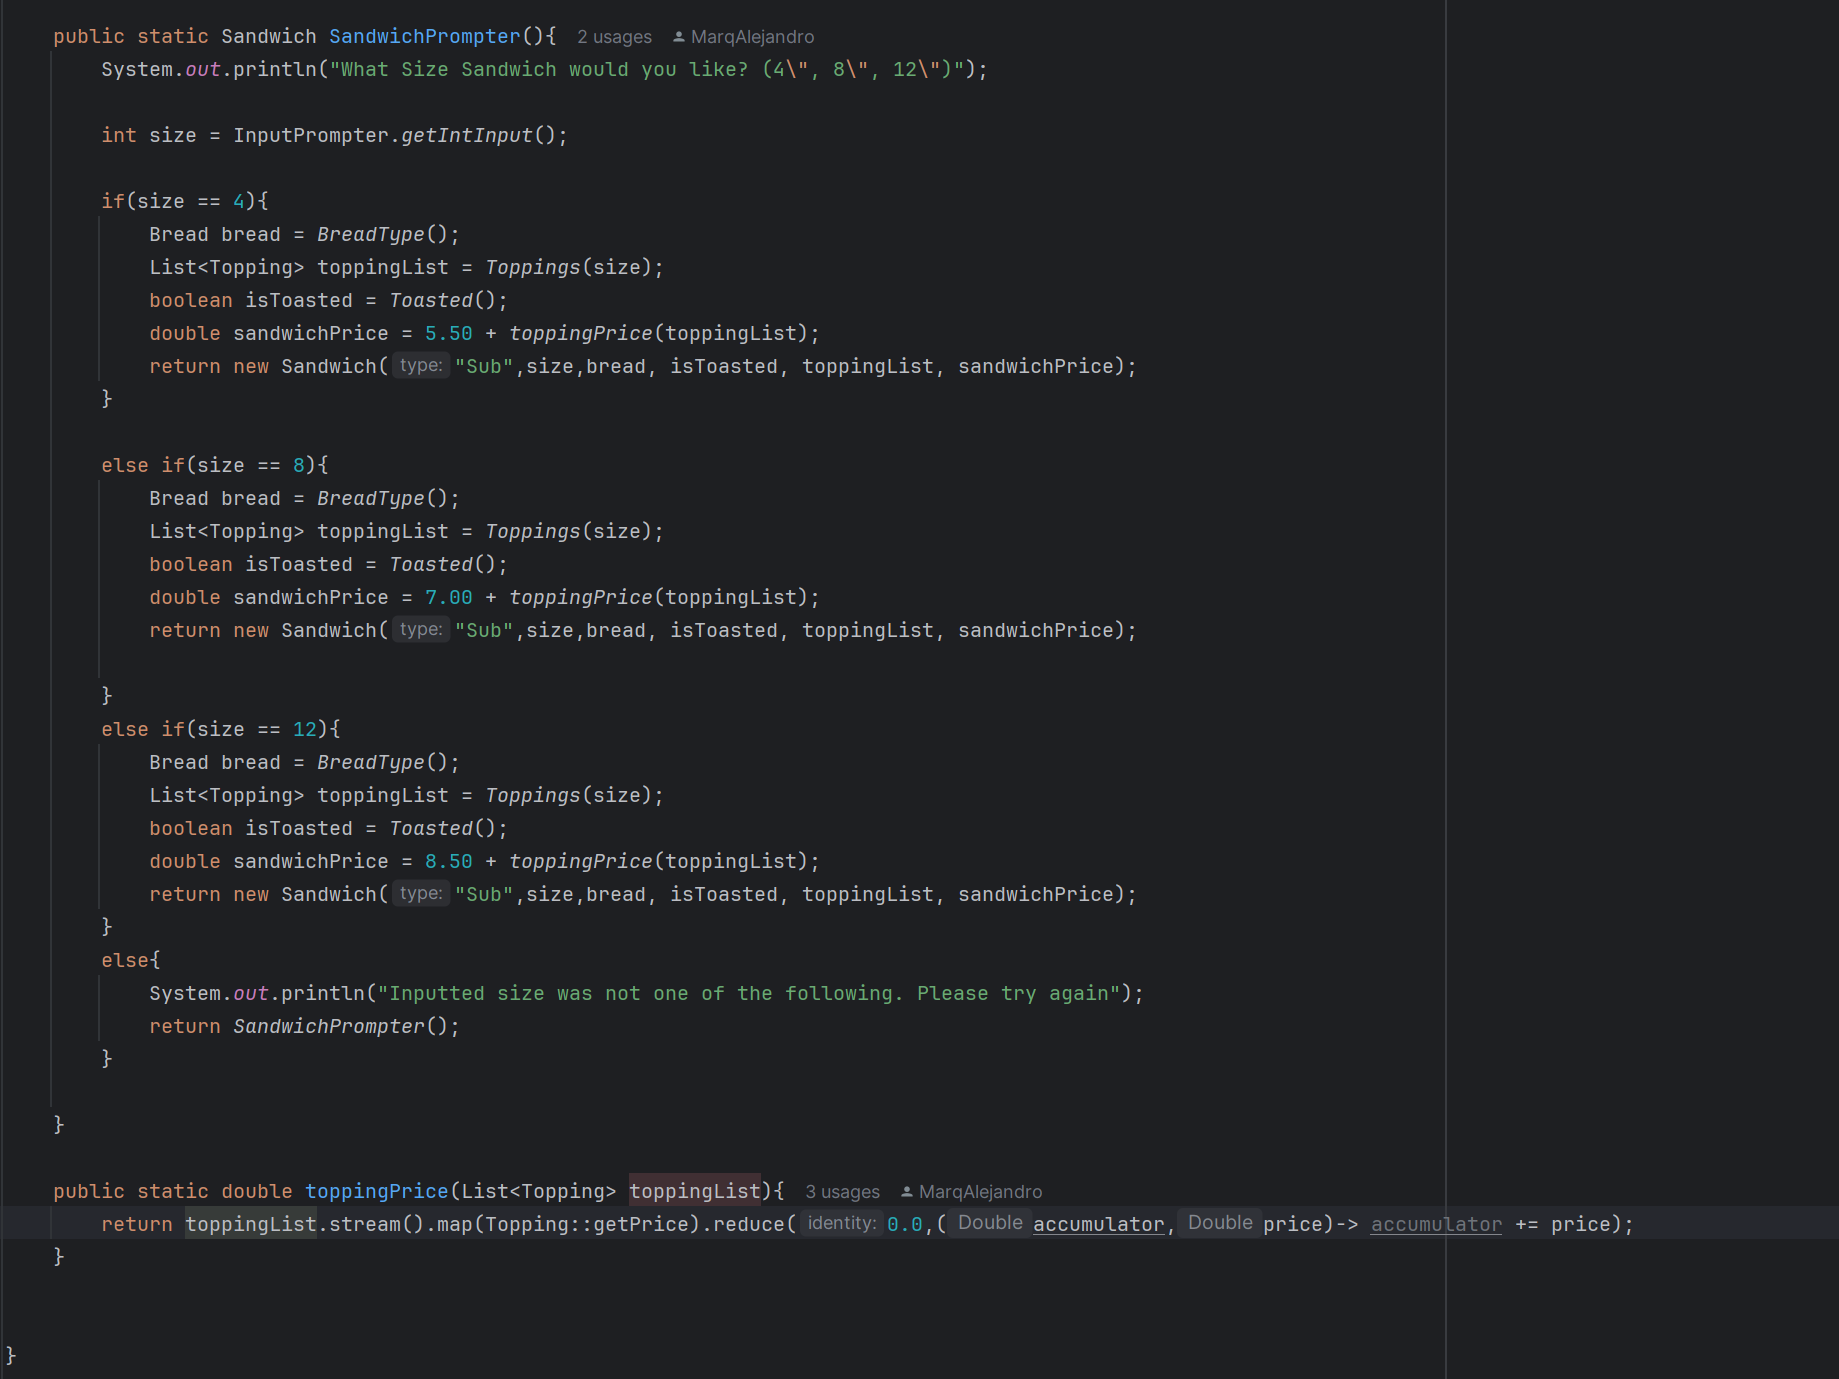 public static Sandwich SandwichPrompter(){ 2 usages MarqAlejandro
System.out.println("What Size Sandwich would you like? (4\", 8\", 12\")");
int size = InputPrompter.getIntInput();
if(size == 4){
Bread bread = BreadType();
List<Topping> toppingList = Toppings(size);
boolean isToasted = Toasted();
double sandwichPrice = 5.50 + toppingPrice(toppingList);
return new Sandwich( type: "Sub",size,bread, isToasted, toppingList, sandwichPrice);
}
else if(size == 8){
Bread bread = BreadType();
List<Topping> toppingList = Toppings(size);
boolean isToasted = Toasted();
double sandwichPrice = 7.00 + toppingPrice(toppingList);
return new Sandwich( type: "Sub",size,bread, isToasted, toppingList, sandwichPrice);
}
else if(size == 12){
Bread bread = BreadType();
List<Topping> toppingList = Toppings(size);
boolean isToasted = Toasted();
double sandwichPrice = 8.50 + toppingPrice(toppingList);
return new Sandwich( type: "Sub",size,bread, isToasted, toppingList, sandwichPrice);
}
else{
System.out.println("Inputted size was not one of the following. Please try again");
return SandwichPrompter();
}
}
public static double toppingPrice(List<Topping> toppingList){ 3 usages MarqAlejandro
return toppingList.stream().map(Topping::getPrice).reduce( identity: 0.0,( Double accumulator, Double price)-> accumulator += price);
}
}